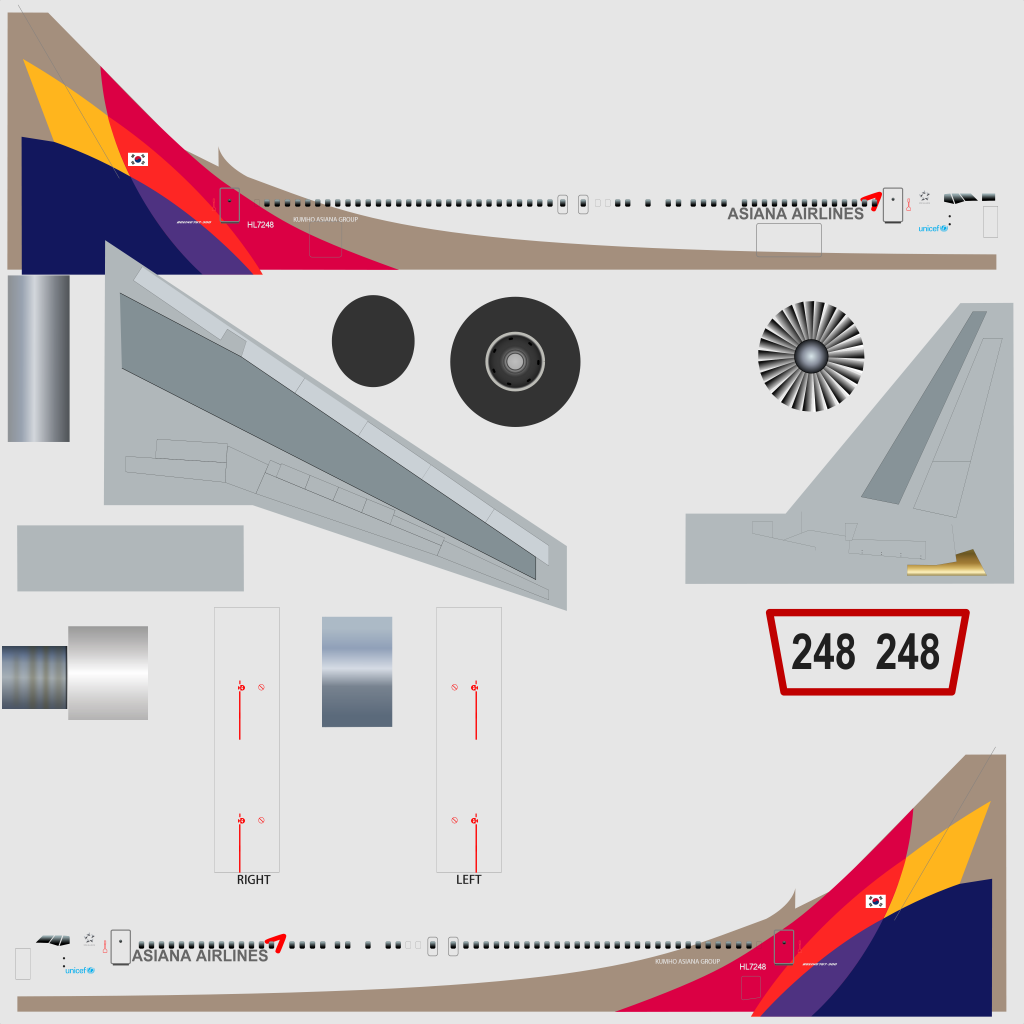 KUMHO ASIANA GROUP
HL7248
ASIANA AIRLINES
unicef
248 248
RIGHT
LEFT
ASIANA AIRLINES
unicef
KUMHO ASIANA GROUP
HL7248